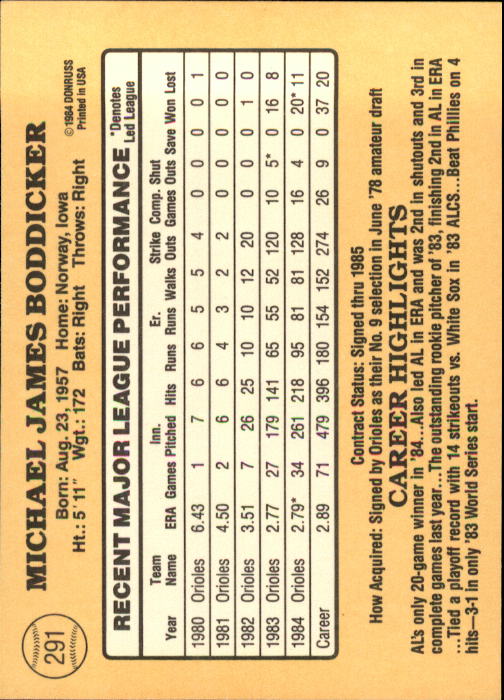 291
MICHAEL JAMES BODDICKER
Born: Aug. 23, 1957 Home: Norway, Iowa
Ht.: 5' 11" Wgt.: 172 Bats: Right Throws: Right
©1984 DONRUSS
Printed in USA
RECENT MAJOR LEAGUE PERFORMANCE *Denotes Led League
Year Team Name ERA Games Inn. Pitched Hits Runs Er. Runs Walks Strike Outs Comp. Games Shut Outs Save Won Lost
1980 Orioles 6.43 1 7 6 6 5 5 4 0 0 0 0 1
1981 Orioles 4.50 2 6 6 4 3 2 2 0 0 0 0 0
1982 Orioles 3.51 7 26 25 10 10 12 20 0 0 0 1 0
1983 Orioles 2.77 27 179 141 65 55 52 120 10 5* 0 16 8
1984 Orioles 2.79* 34 261 218 95 81 81 128 16 4 0 20* 11
Career 2.89 71 479 396 180 154 152 274 26 9 0 37 20
Contract Status: Signed thru 1985
How Acquired: Signed by Orioles as their No. 9 selection in June '78 amateur draft
CAREER HIGHLIGHTS
AL's only 20-game winner in '84...Also led AL in ERA and was 2nd in shutouts and 3rd in
complete games last year...The outstanding rookie pitcher of '83, finishing 2nd in AL in ERA
...Tied a playoff record with 14 strikeouts vs. White Sox in '83 ALCS...Beat Phillies on 4
hits—3-1 in only '83 World Series start.